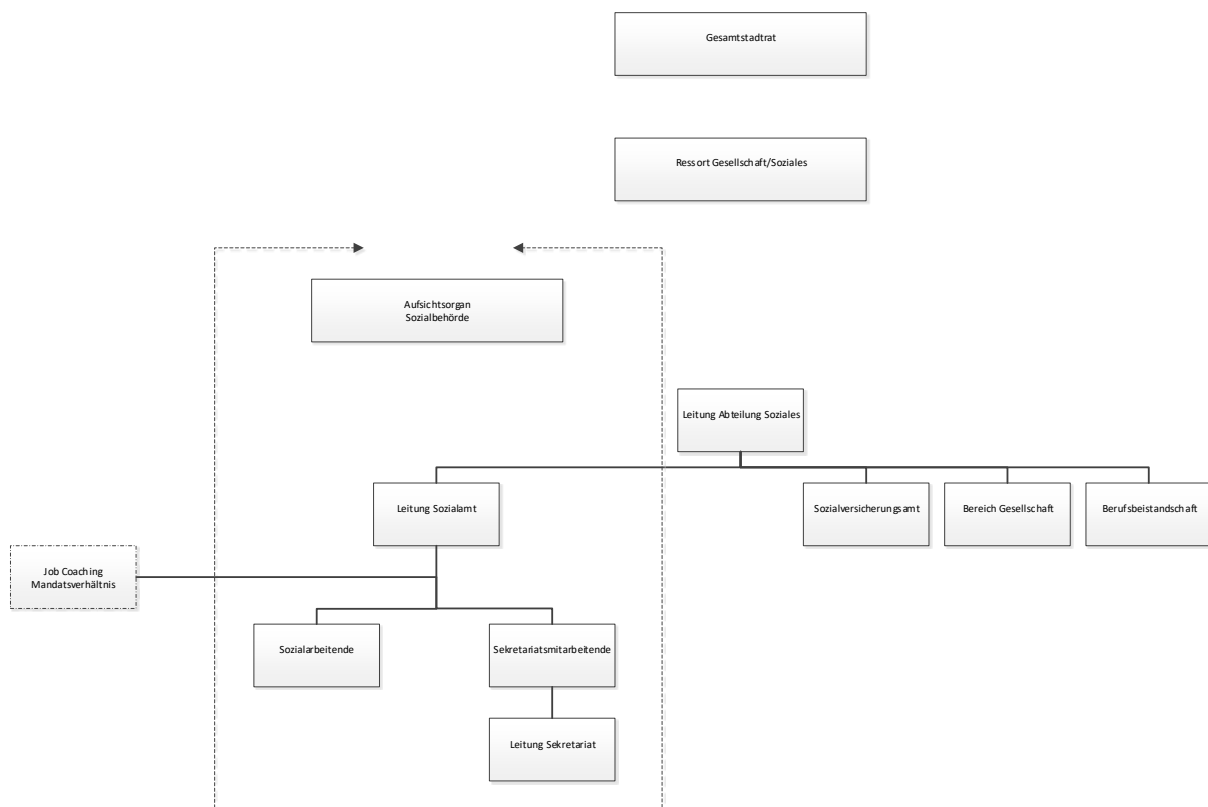 Gesamtstadtrat
Ressort Gesellschaft/Soziales
Aufsichtsorgan
Sozialbehörde
Leitung Abteilung Soziales
Leitung Sozialamt
Sozialversicherungsamt
Bereich Gesellschaft
Berufsbeistandschaft
Job Coaching
Mandatsverhältnis
Sozialarbeitende
Sekretariatsmitarbeitende
Leitung Sekretariat